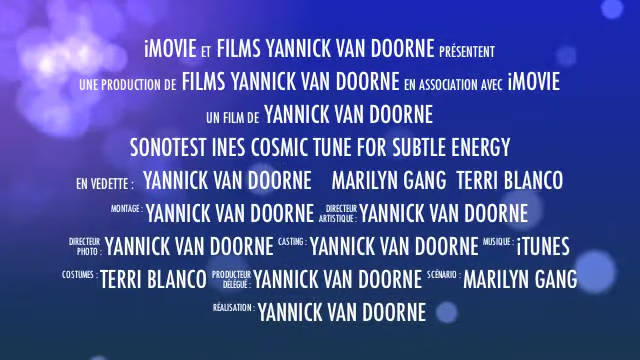 iMOVIE ET FILMS YANNICK VAN DOORNE PRÉSENTENT
UNE PRODUCTION DE FILMS YANNICK VAN DOORNE EN ASSOCIATION AVEC iMOVIE
UN FILM DE YANNICK VAN DOORNE
SONOTEST INES COSMIC TUNE FOR SUBTLE ENERGY
EN VEDETTE : YANNICK VAN DOORNE MARILYN GANG TERRI BLANCO
MONTAGE : YANNICK VAN DOORNE DIRECTEUR ARTISTIQUE : YANNICK VAN DOORNE
DIRECTEUR PHOTO : YANNICK VAN DOORNE CASTING : YANNICK VAN DOORNE MUSIQUE : iTUNES
COSTUMES : TERRI BLANCO PRODUCTEUR DÉLÉGUÉ : YANNICK VAN DOORNE SCÉNARIO : MARILYN GANG
RÉALISATION : YANNICK VAN DOORNE